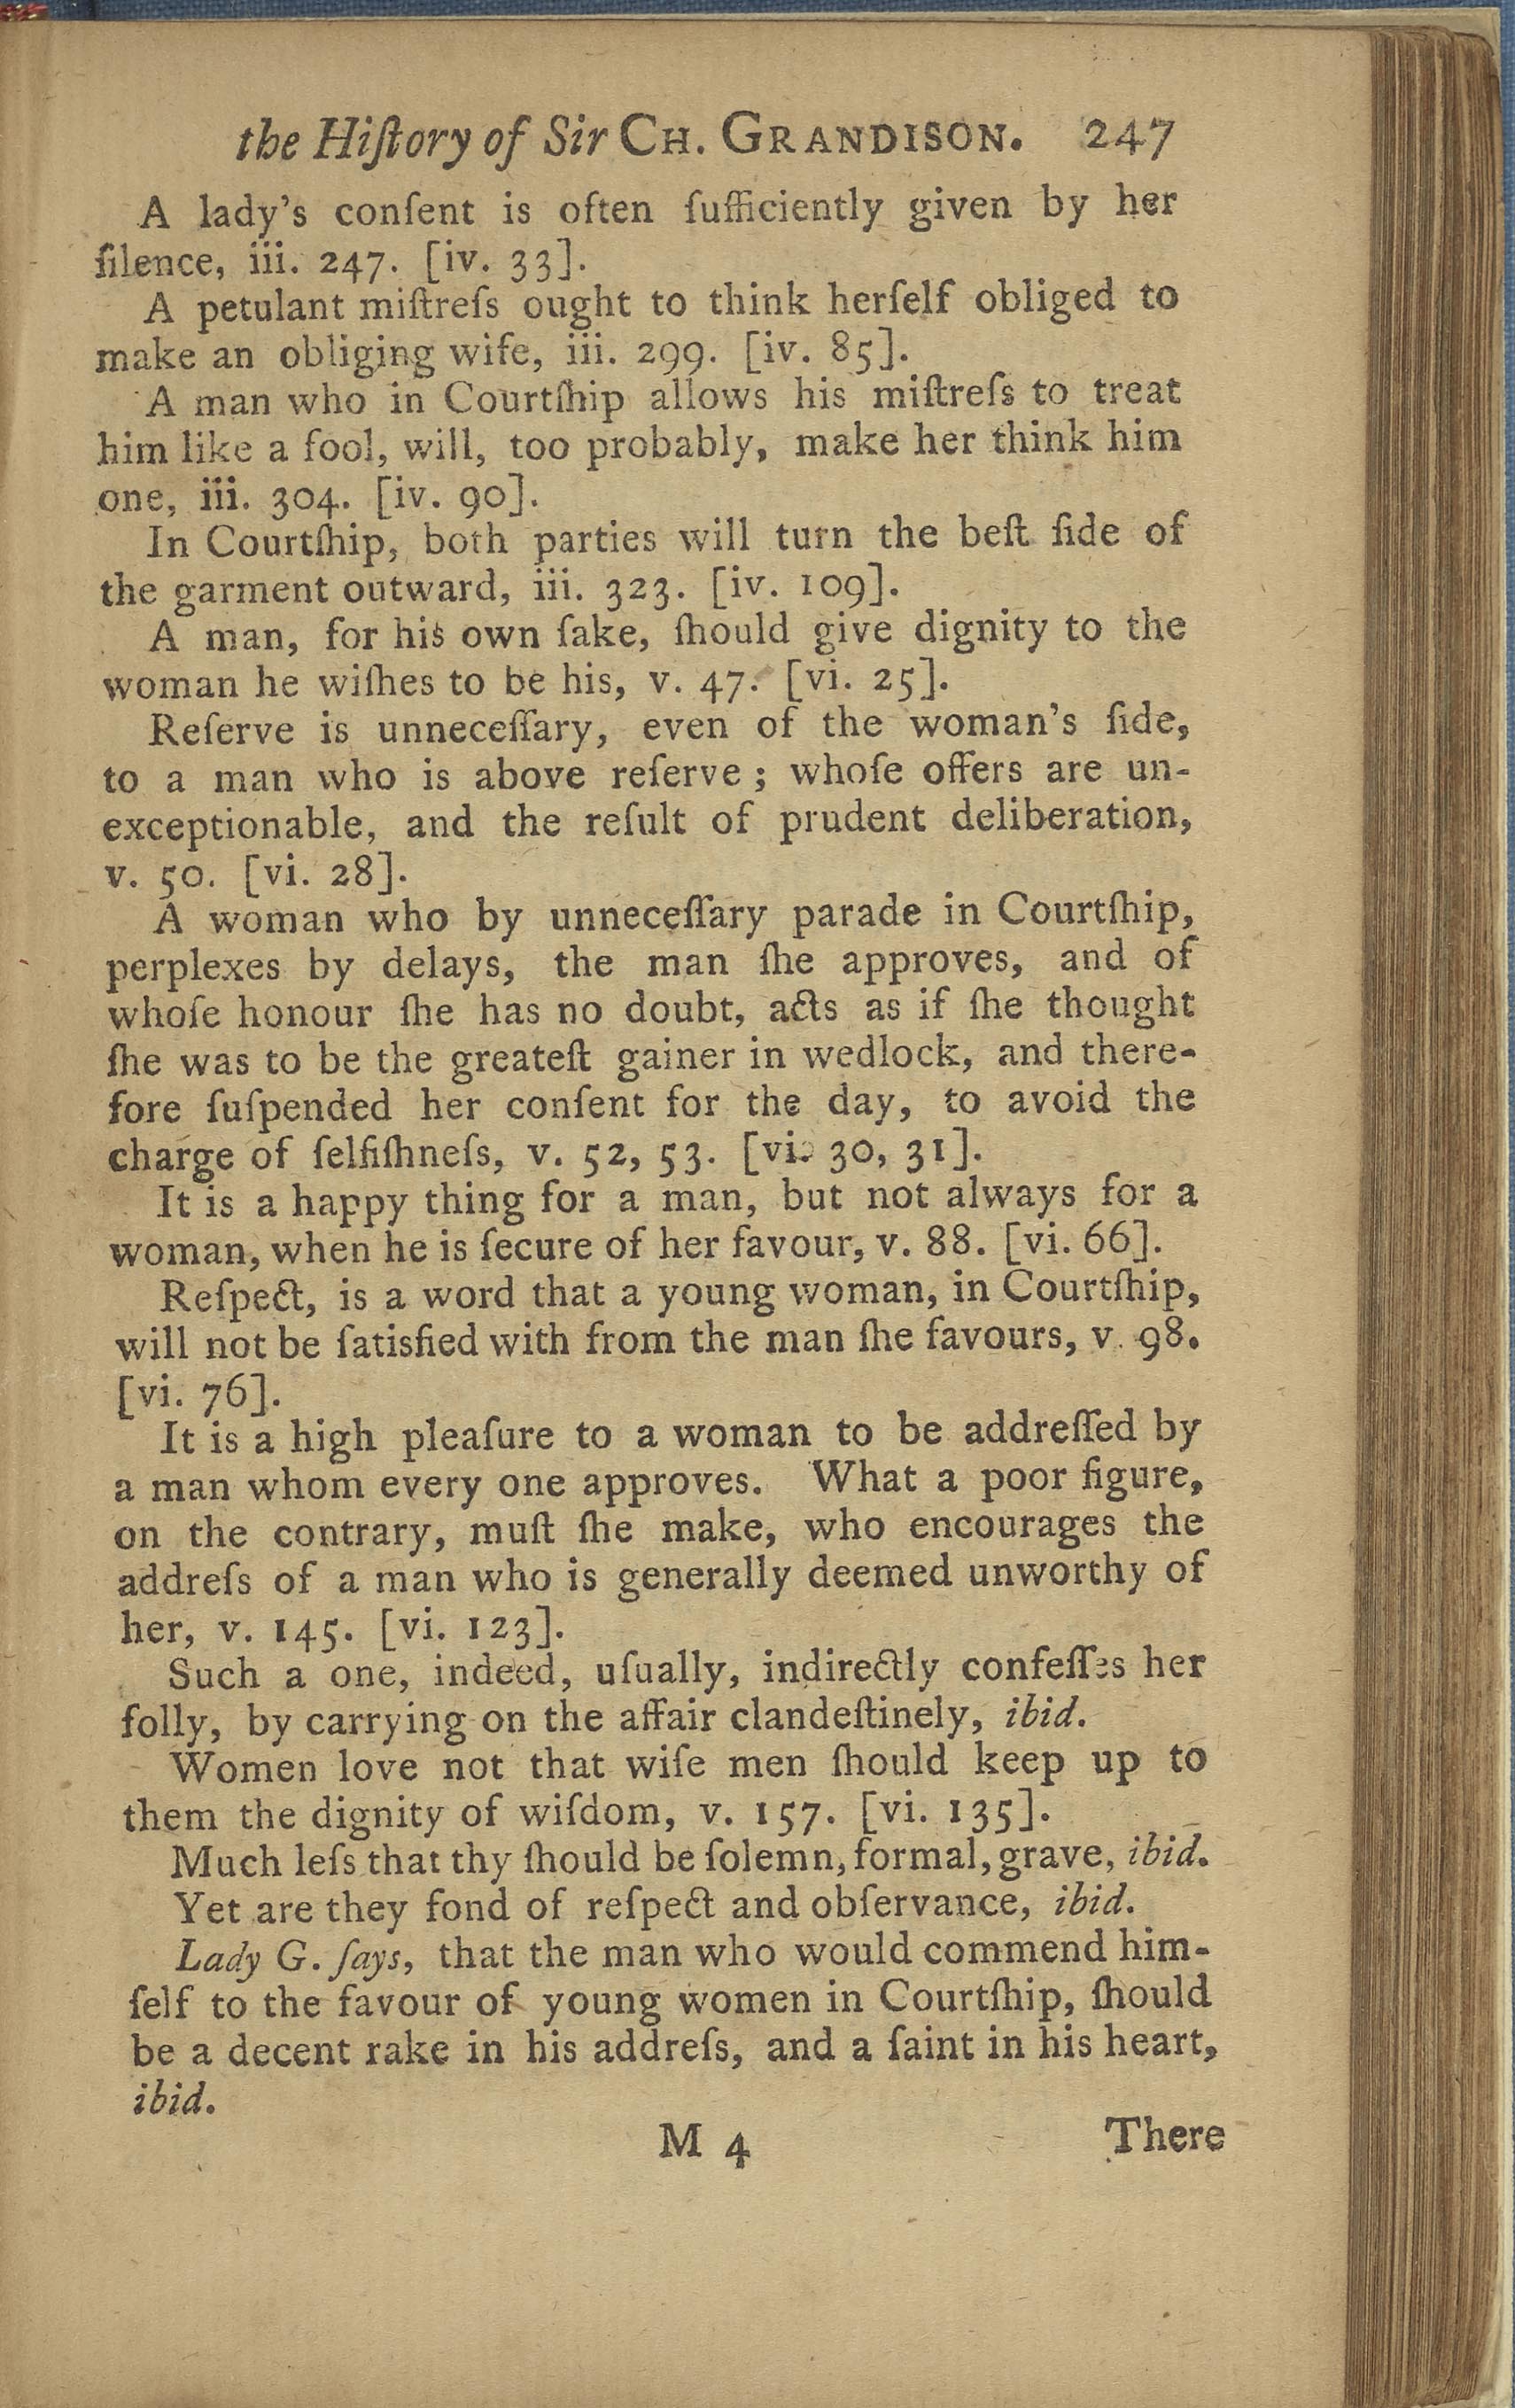 the Hiſtory of Sir CH. GRANDISON. 247
A lady's conſent is often ſufficiently given by her
ſilence, iii. 247. [iv. 33].
A petulant miſtreſs ought to think herſelf obliged to
make an obliging wife, iii. 299. [iv. 85].
A man who in Courtſhip allows his miſtreſs to treat
him like a fool, will, too probably, make her think him
one, iii. 304. [iv. 90].
In Courtſhip, both parties will turn the beſt ſide of
the garment outward, iii. 323. [iv. 109].
A man, for his own ſake, ſhould give dignity to the
woman he wiſhes to be his, v. 47. [vi. 25].
Reſerve is unneceſſary, even of the woman's ſide,
to a man who is above reſerve; whoſe offers are un-
exceptionable, and the reſult of prudent deliberation,
v. 50. [vi. 28].
A woman who by unneceſſary parade in Courtſhip,
perplexes by delays, the man ſhe approves, and of
whoſe honour ſhe has no doubt, acts as if ſhe thought
ſhe was to be the greateſt gainer in wedlock, and there-
fore ſuſpended her conſent for the day, to avoid the
charge of ſelfiſhneſs, v. 52, 53. [vi. 30, 31].
It is a happy thing for a man, but not always for a
woman, when he is ſecure of her favour, v. 88. [vi. 66].
Reſpect, is a word that a young woman, in Courtſhip,
will not be ſatisfied with from the man ſhe favours, v. 98.
[vi. 76].
It is a high pleaſure to a woman to be addreſſed by
a man whom every one approves. What a poor figure,
on the contrary, muſt ſhe make, who encourages the
addreſs of a man who is generally deemed unworthy of
her, v. 145. [vi. 123].
Such a one, indeed, uſually, indirectly confeſſes her
folly, by carrying on the affair clandeſtinely, ibid.
Women love not that wiſe men ſhould keep up to
them the dignity of wiſdom, v. 157. [vi. 135].
Much leſs that thy ſhould be ſolemn, formal, grave, ibid.
Yet are they fond of reſpect and obſervance, ibid.
Lady G. ſays, that the man who would commend him-
ſelf to the favour of young women in Courtſhip, ſhould
be a decent rake in his addreſs, and a ſaint in his heart,
ibid.
M 4 There